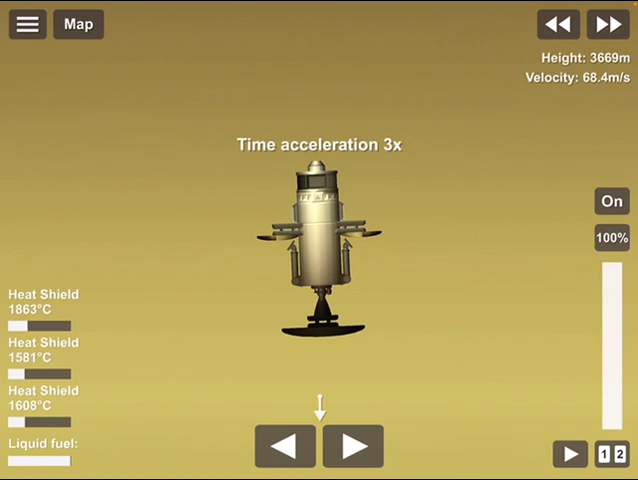 Map
Height: 3669m
Velocity: 68.4m/s
Time acceleration 3x
On
100%
Heat Shield
1863°C
Heat Shield
1581°C
Heat Shield
1608°C
Liquid fuel:
1 2